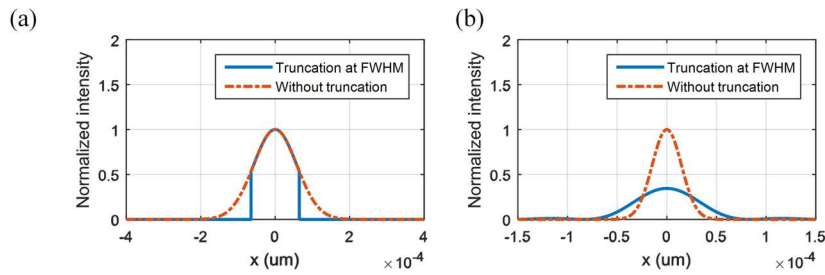 (a)
Normalized intensity
2
1.5
1
0.5
0
Truncation at FWHM
Without truncation
-4
-2
0
2
4
x (um)
×10⁻⁴
(b)
Normalized intensity
2
1.5
1
0.5
0
Truncation at FWHM
Without truncation
-1.5
-1
-0.5
0
0.5
1
1.5
x (um)
×10⁻⁴